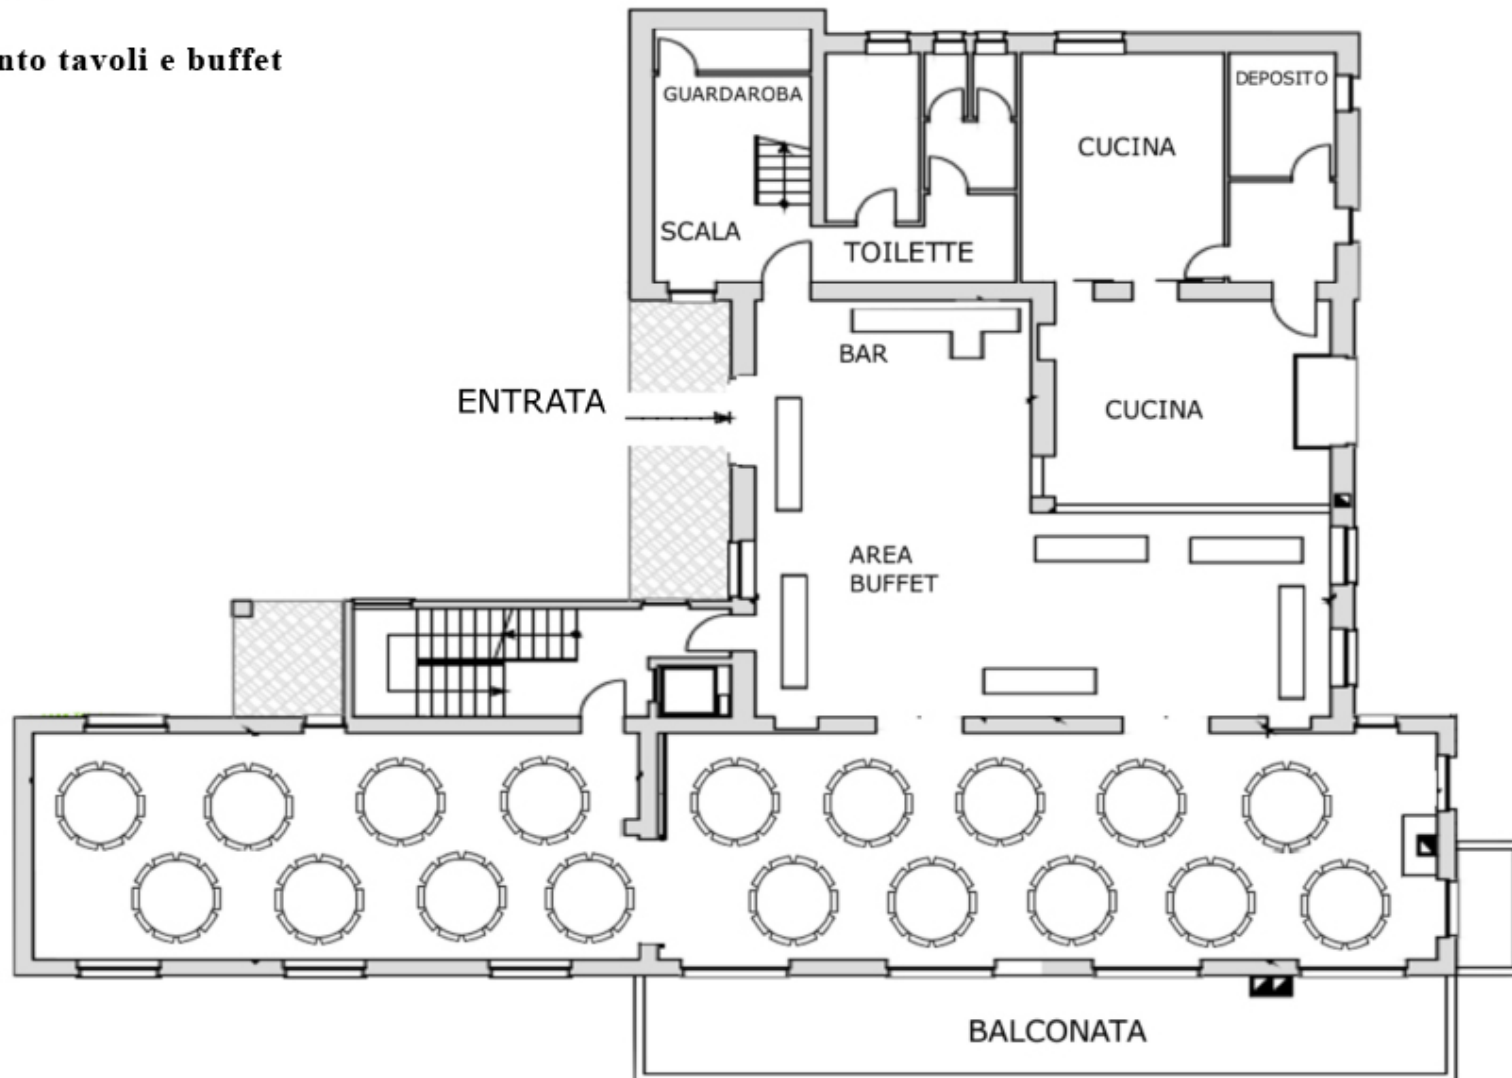 nto tavoli e buffet
GUARDAROBA
DEPOSITO
CUCINA
SCALA
TOILETTE
BAR
ENTRATA
CUCINA
AREA
BUFFET
BALCONATA